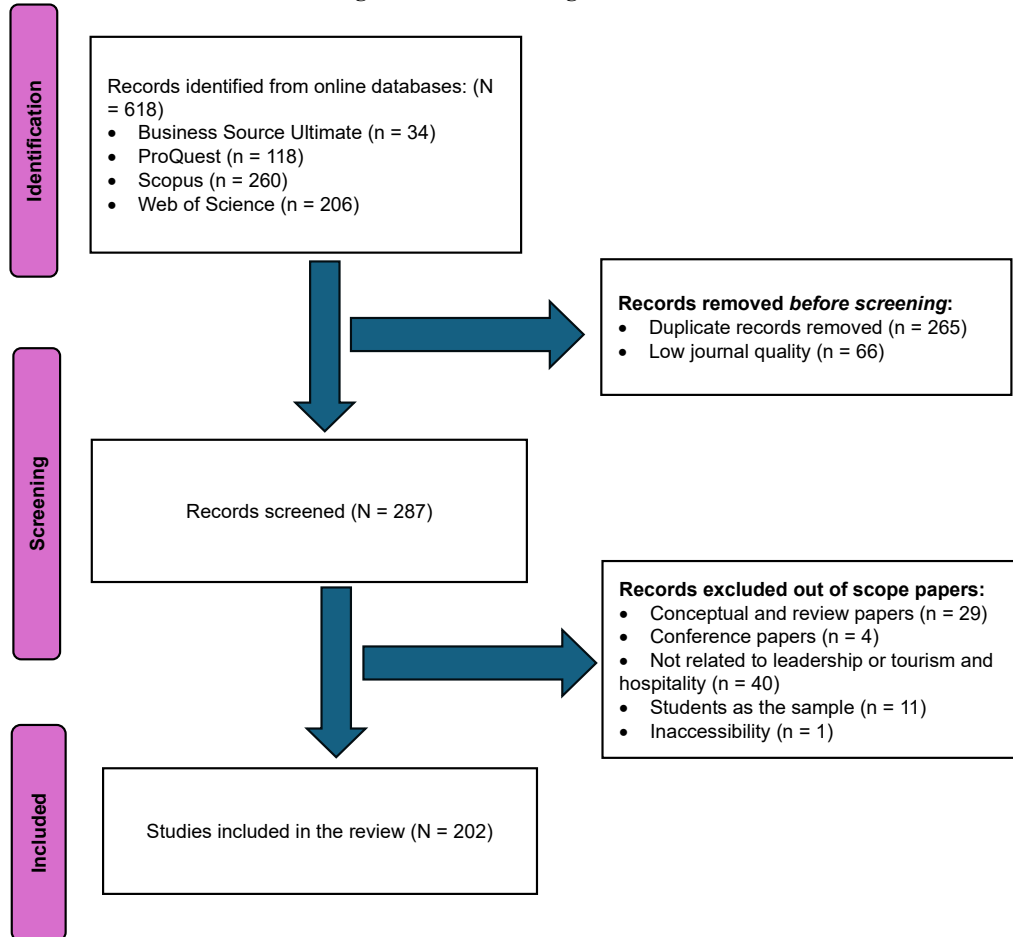 Identification
Records identified from online databases: (N
= 618)
• Business Source Ultimate (n = 34)
• ProQuest (n = 118)
• Scopus (n = 260)
• Web of Science (n = 206)
Records removed before screening:
• Duplicate records removed (n = 265)
• Low journal quality (n = 66)
Screening
Records screened (N = 287)
Records excluded out of scope papers:
• Conceptual and review papers (n = 29)
• Conference papers (n = 4)
• Not related to leadership or tourism and
hospitality (n = 40)
• Students as the sample (n = 11)
• Inaccessibility (n = 1)
Included
Studies included in the review (N = 202)